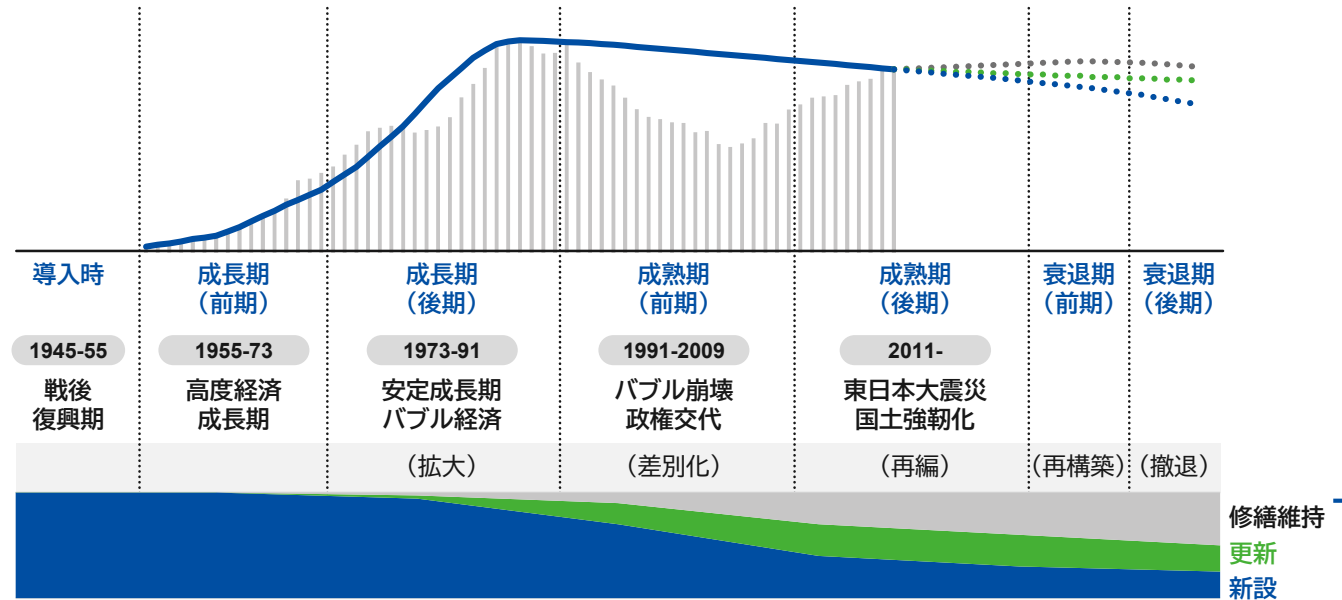 導入時
成長期
（前期）
成長期
（後期）
成熟期
（前期）
成熟期
（後期）
衰退期
（前期）
衰退期
（後期）
1945-55
1955-73
1973-91
1991-2009
2011-
戦後
復興期
高度経済
成長期
安定成長期
バブル経済
バブル崩壊
政権交代
東日本大震災
国土強靭化
（拡大）
（差別化）
（再編）
（再構築）
（撤退）
修繕維持
更新
新設